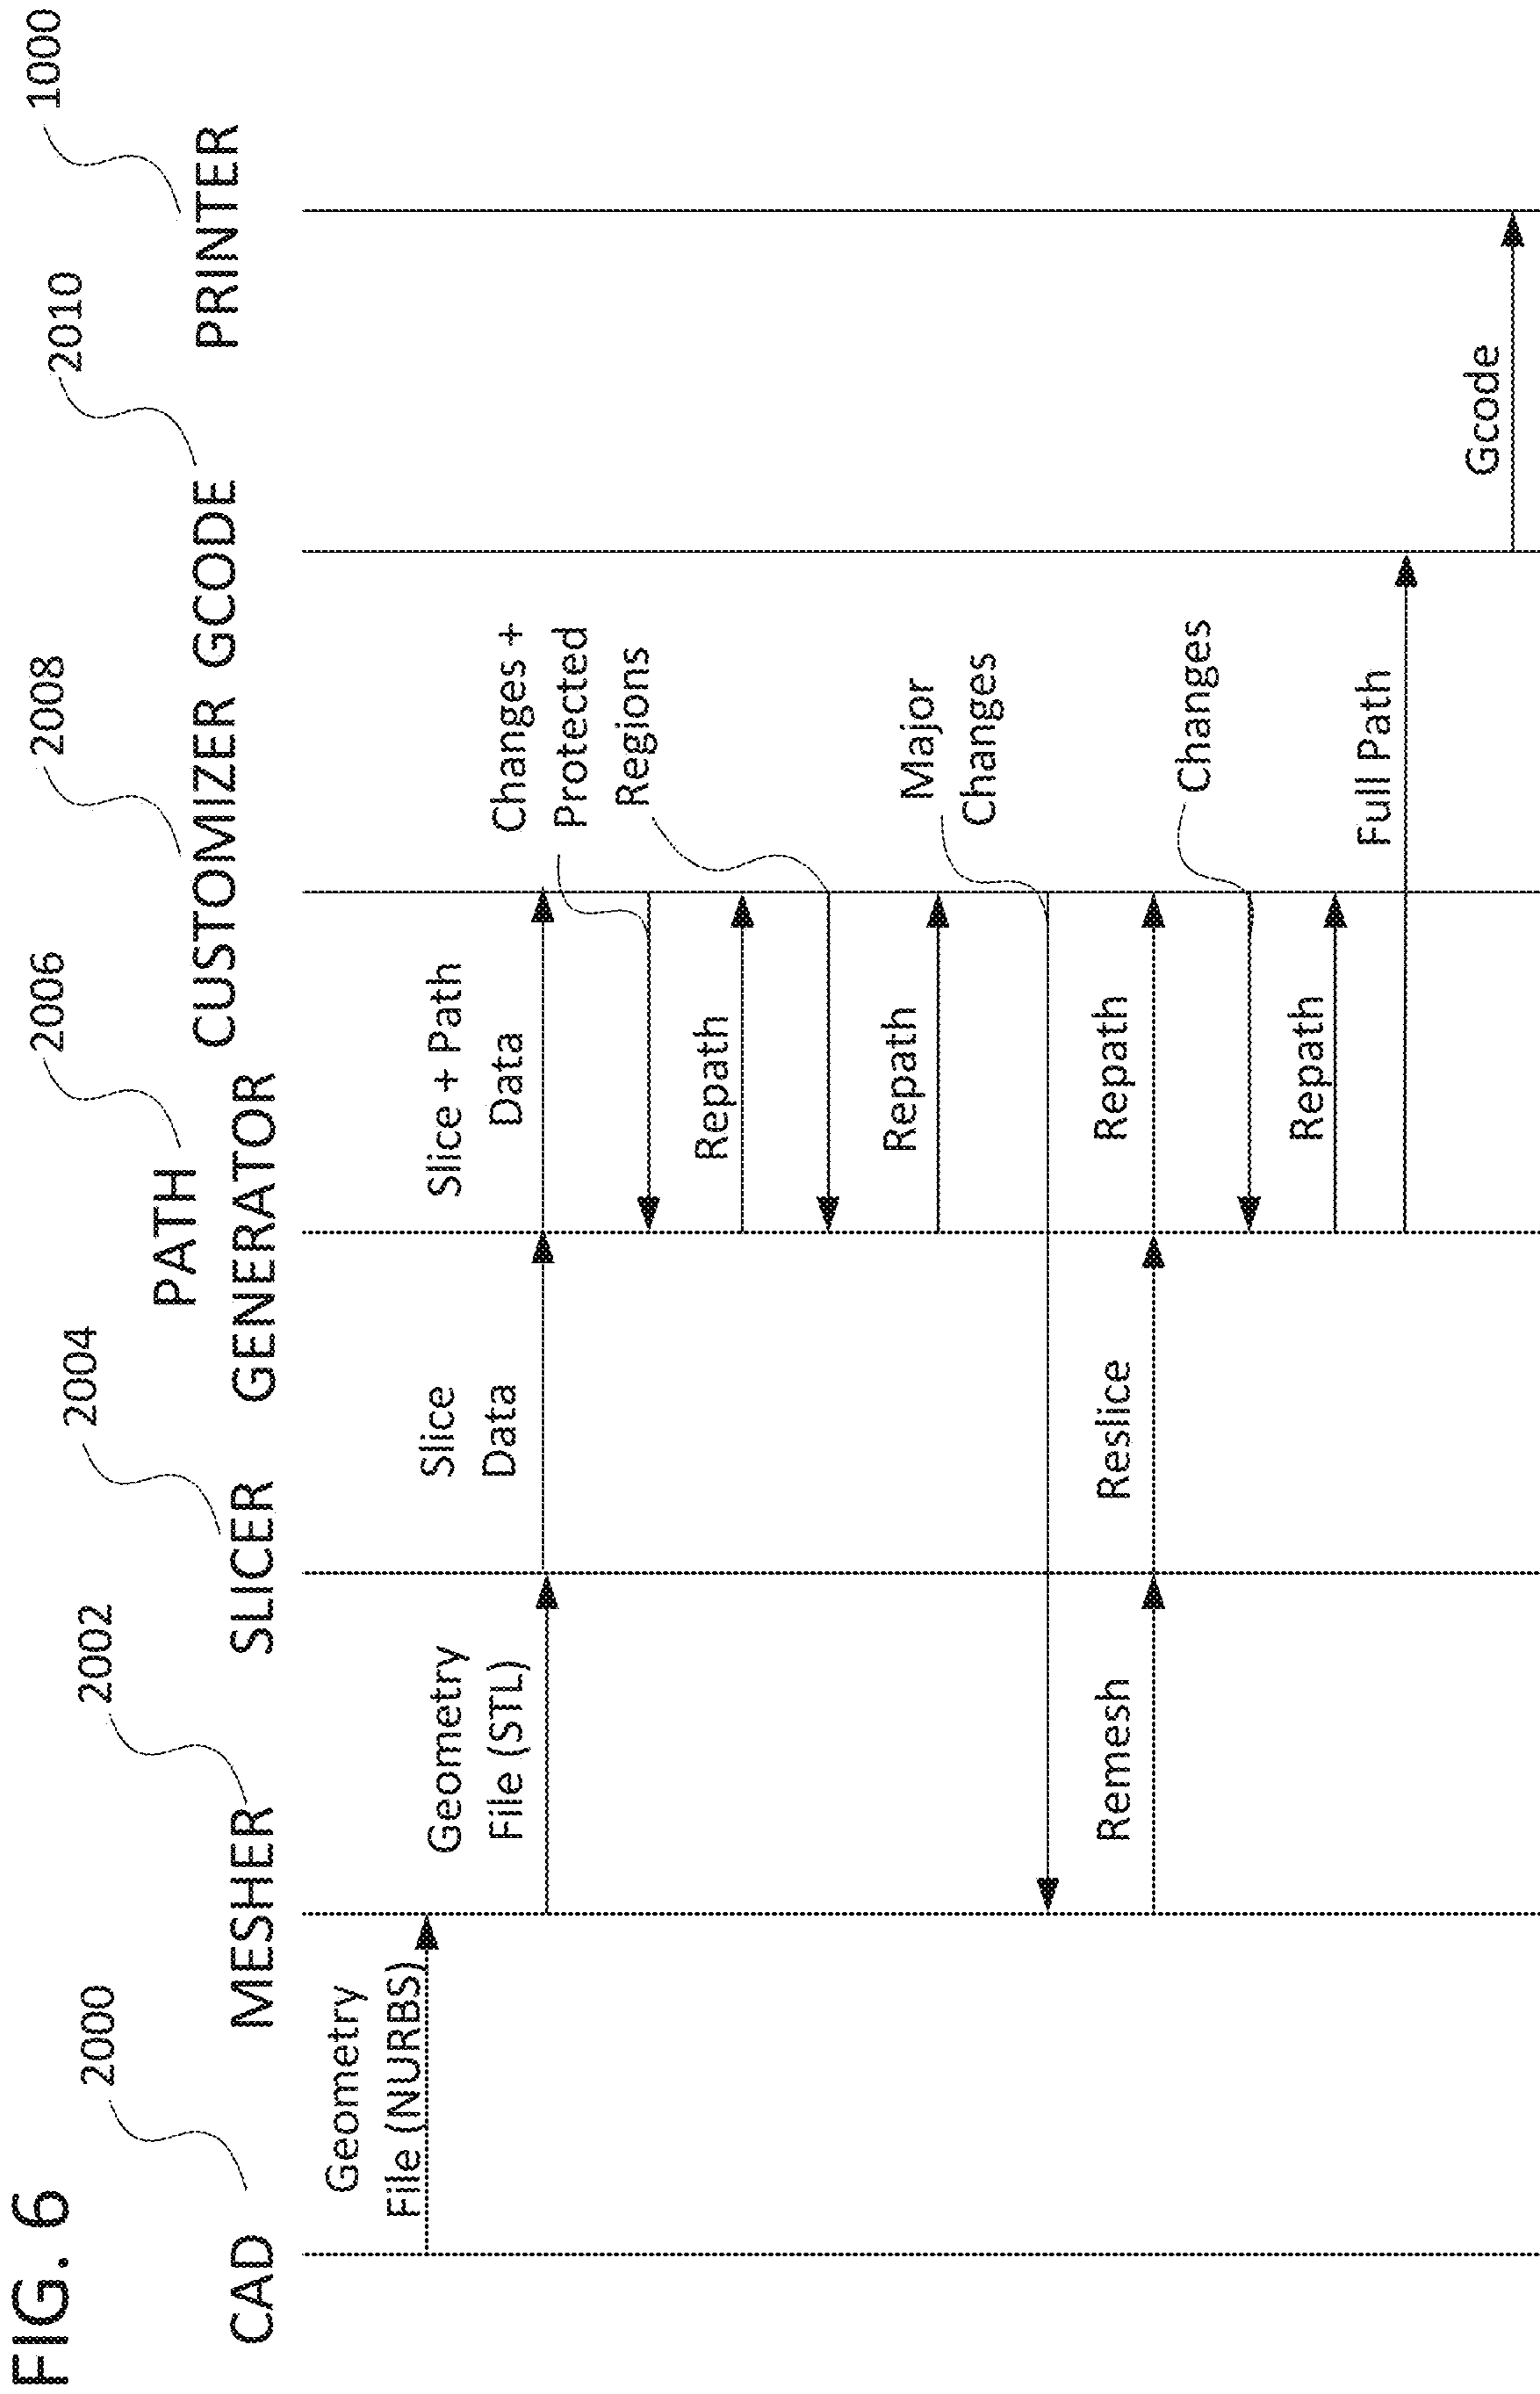 FIG. 6
2000
2002
2004
2006
2008
2010
1000
CAD
MESHER
SLICER
PATH
GENERATOR
CUSTOMIZER
GCODE
PRINTER
Geometry
File (NURBS)
Geometry
File (STL)
Slice
Data
Slice + Path
Data
Changes +
Protected
Regions
Repath
Repath
Major
Changes
Remesh
Reslice
Repath
Changes
Repath
Full Path
Gcode